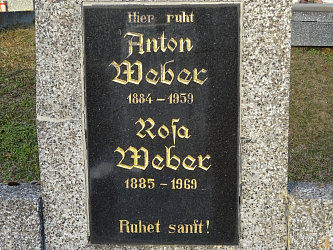 Hier ruht
Anton
Weber
1884-1959
Rosa
Weber
1885-1969
Ruhet sanft!